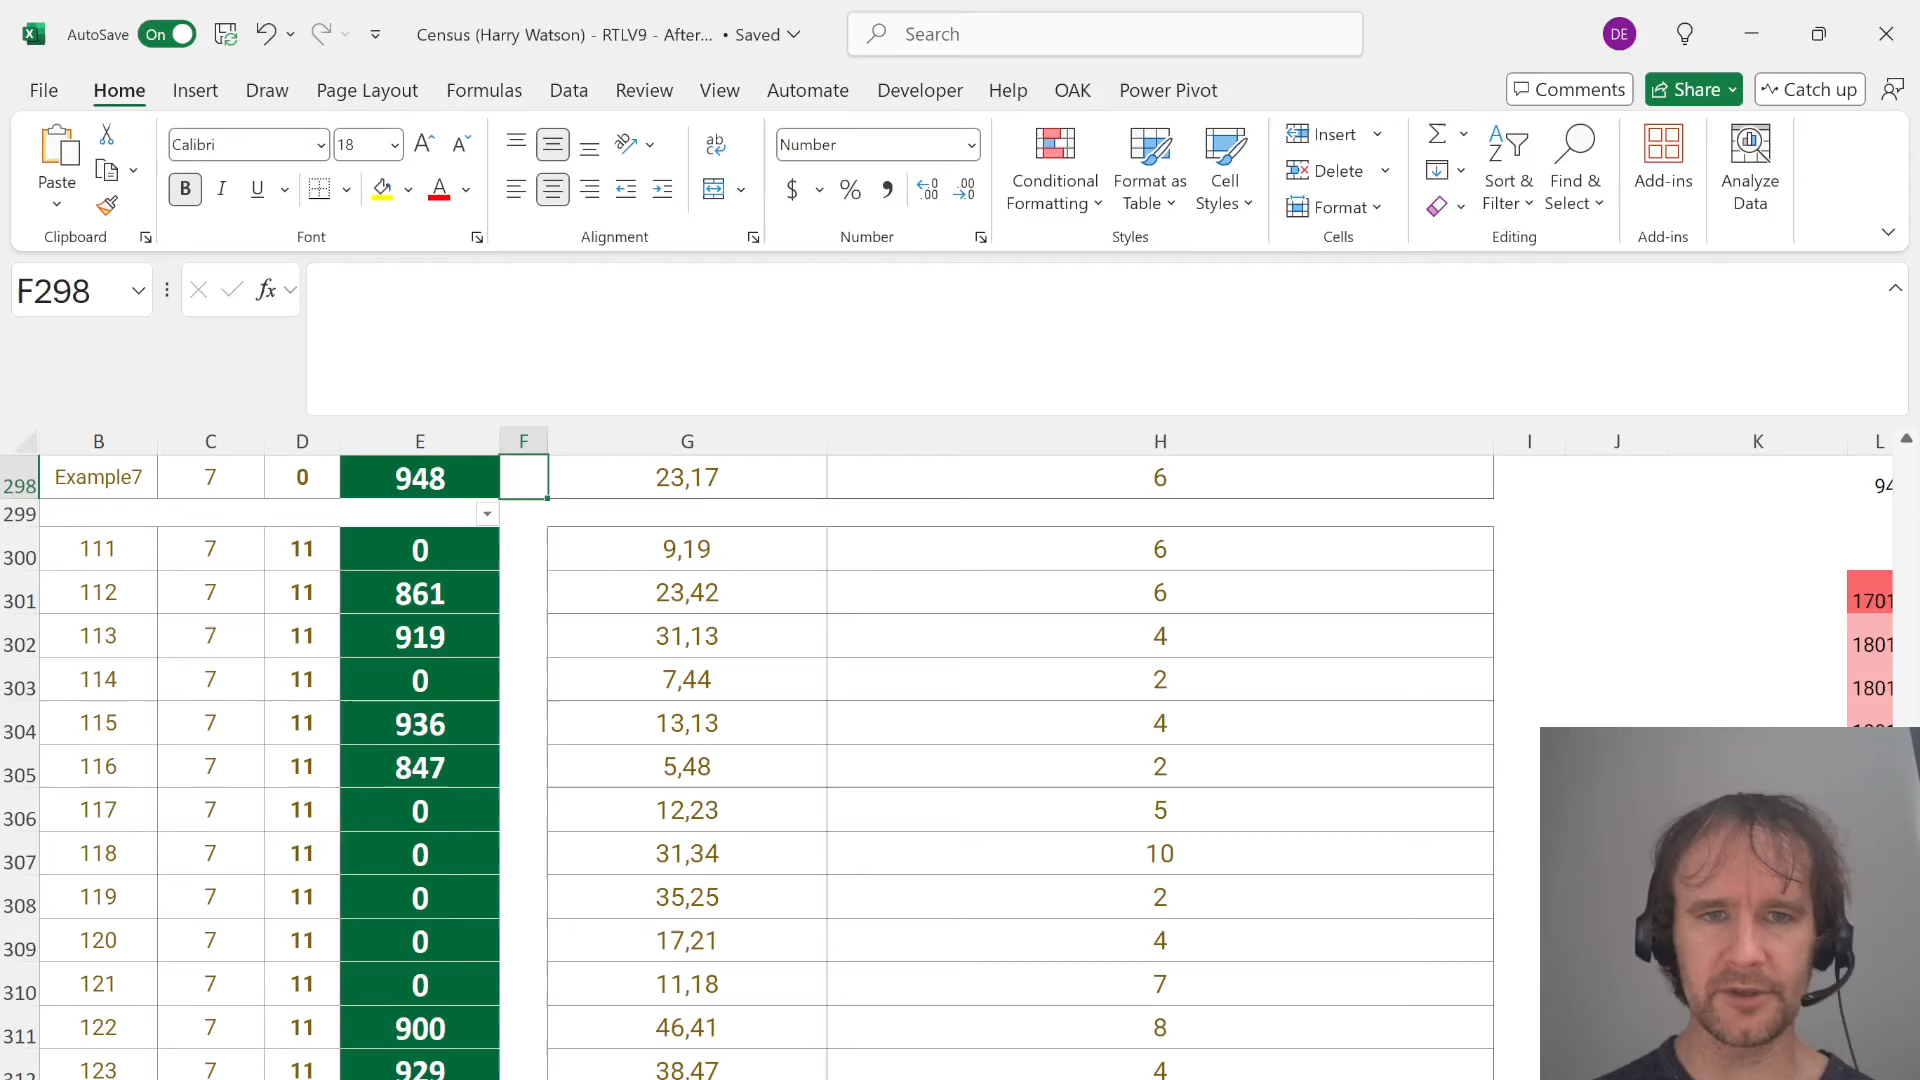 AutoSave On Census (Harry Watson) - RTLV9 - After... • Saved Search DE
File Home Insert Draw Page Layout Formulas Data Review View Automate Developer Help OAK Power Pivot Comments Share Catch up
Paste Calibri 18 B I U A Number $ % Conditional Formatting Format as Table Cell Styles Insert Delete Format Sort & Filter Find & Select Add-ins Analyze Data
Clipboard Font Alignment Number Styles Cells Editing Add-ins
F298 fx
B C D E F G H I J K L
298 Example7 7 0 948 23,17 6
299
300 111 7 11 0 9,19 6
301 112 7 11 861 23,42 6 1701
302 113 7 11 919 31,13 4 1801
303 114 7 11 0 7,44 2 1801
304 115 7 11 936 13,13 4
305 116 7 11 847 5,48 2
306 117 7 11 0 12,23 5
307 118 7 11 0 31,34 10
308 119 7 11 0 35,25 2
309 120 7 11 0 17,21 4
310 121 7 11 0 11,18 7
311 122 7 11 900 46,41 8
312 123 7 11 929 38,47 4